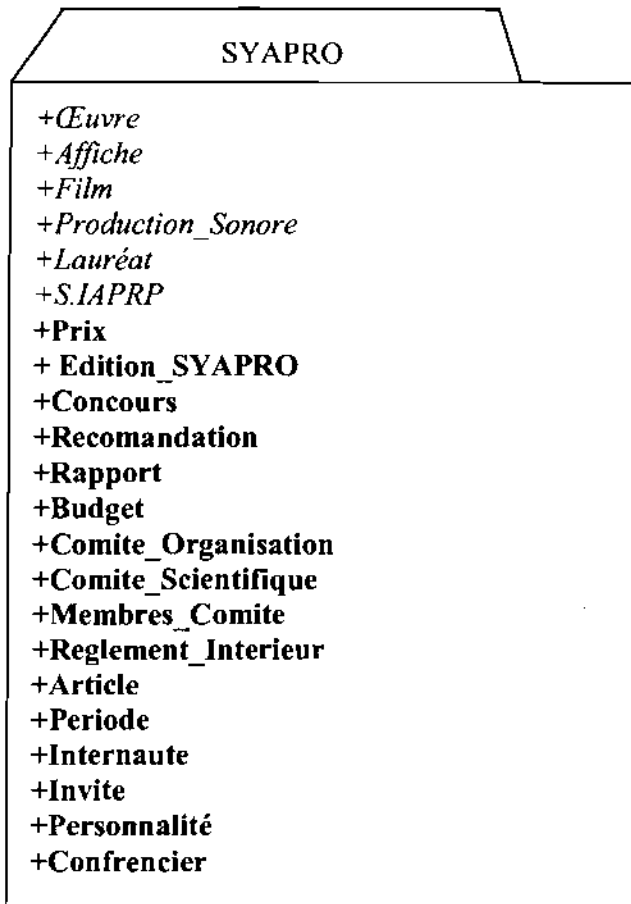 SYAPRO
+Œuvre
+Affiche
+Film
+Production_Sonore
+Lauréat
+S.IAPRP
+Prix
+ Edition_SYAPRO
+Concours
+Recomandation
+Rapport
+Budget
+Comite_Organisation
+Comite_Scientifique
+Membres_Comite
+Reglement_Interieur
+Article
+Periode
+Internaute
+Invite
+Personnalité
+Confrencier